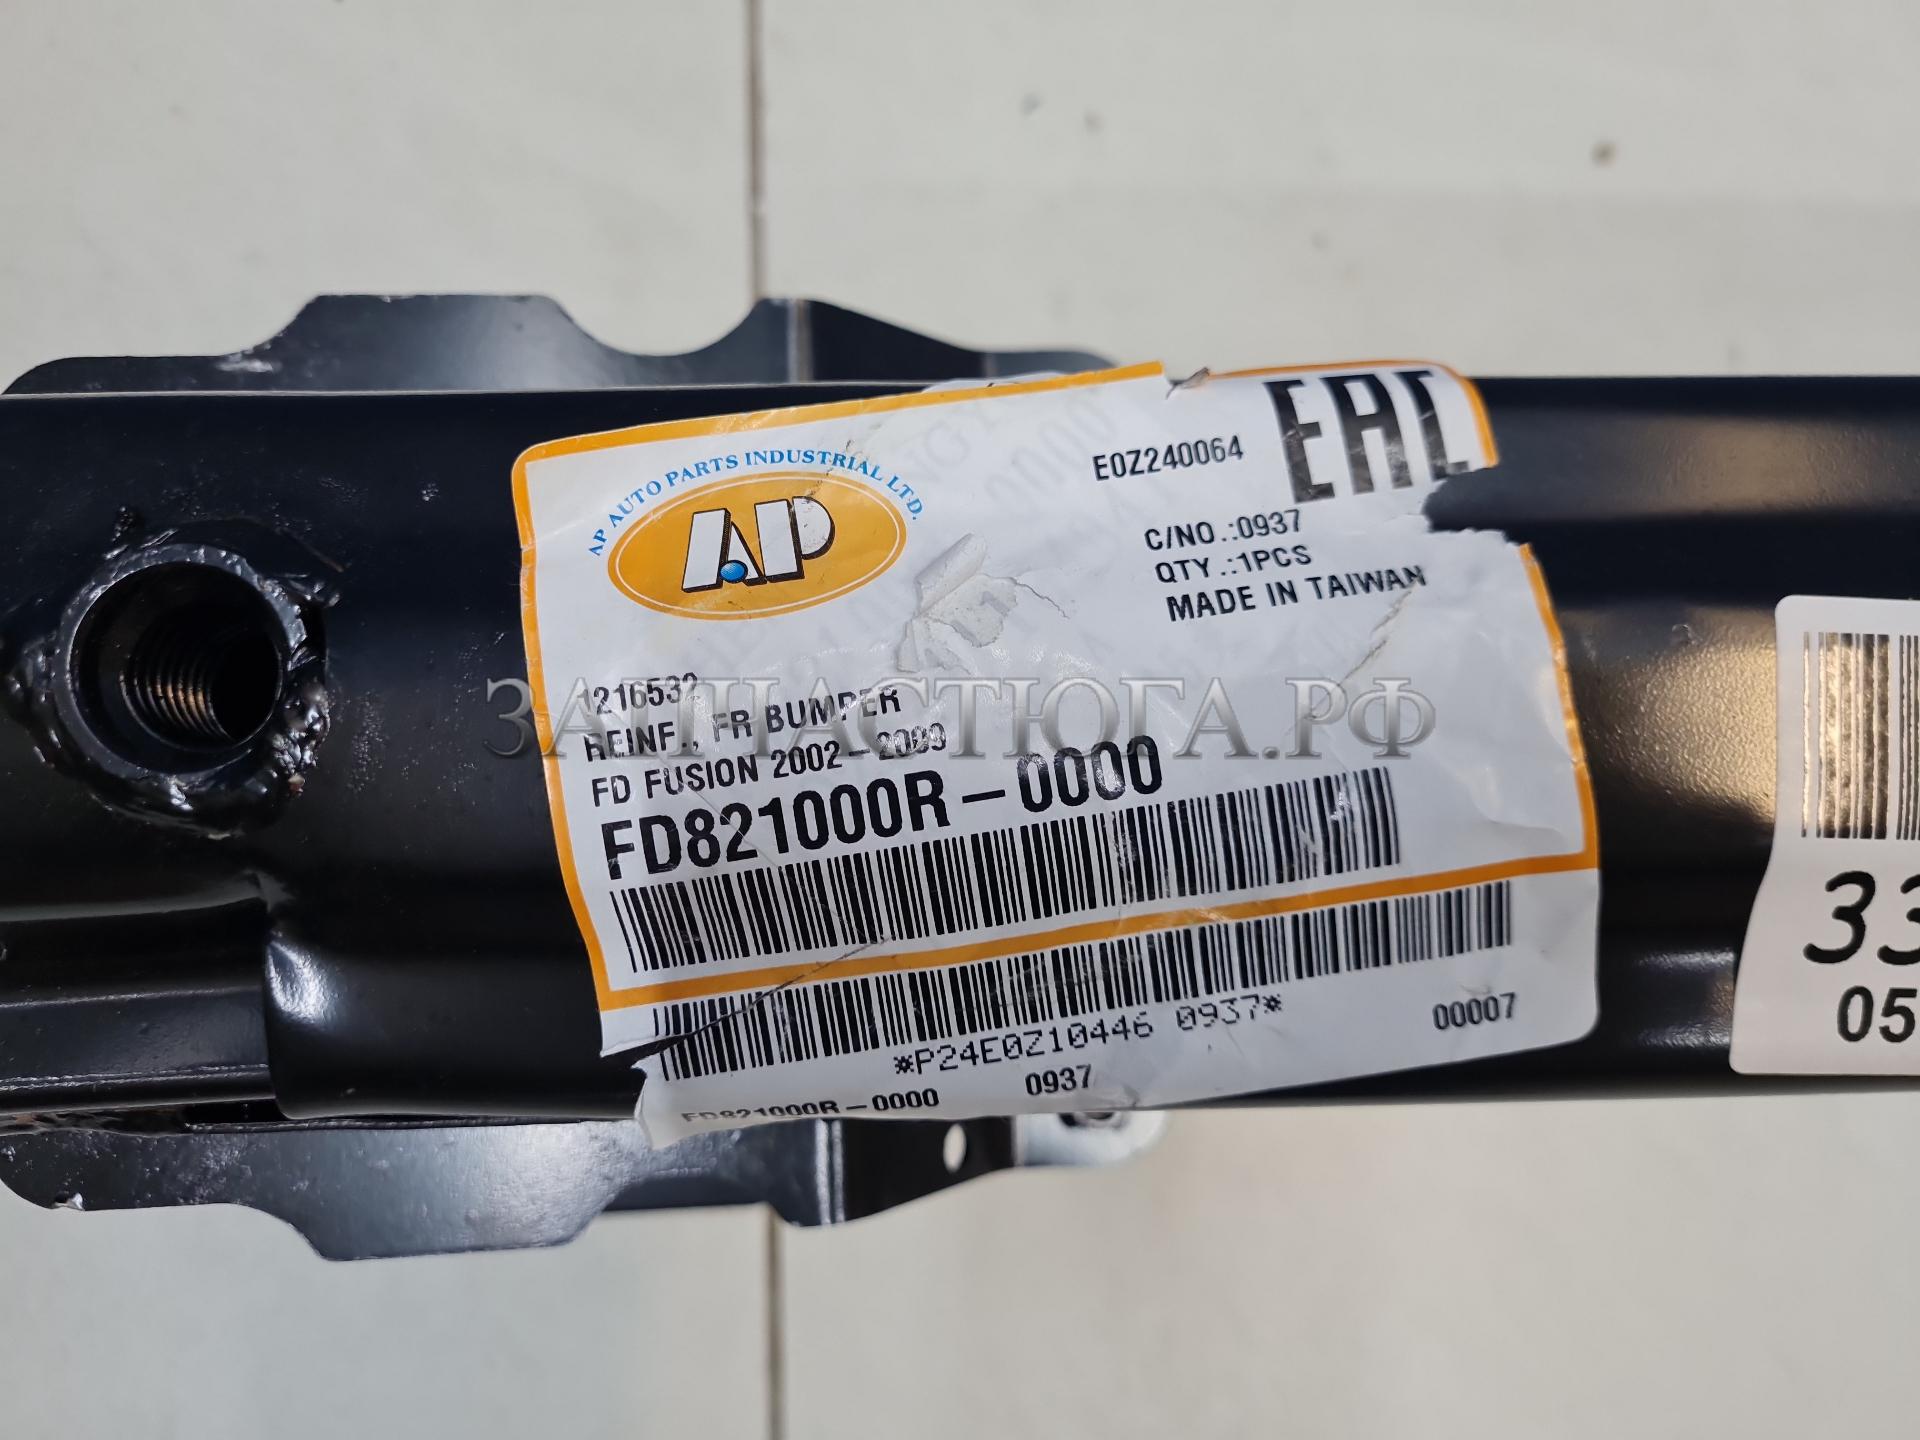 AP AUTO PARTS INDUSTRIAL LTD.
AP
E0Z240064
EAC
C/NO.:0937
QTY.:1PCS
MADE IN TAIWAN
1216532
REINF., FR BUMPER
FD FUSION 2002-2009
FD821000R-0000
*P24E0Z10446 0937*
00007
FD821000R-0000 0937
33
05
ЗАПЧАСТЮГА.РФ